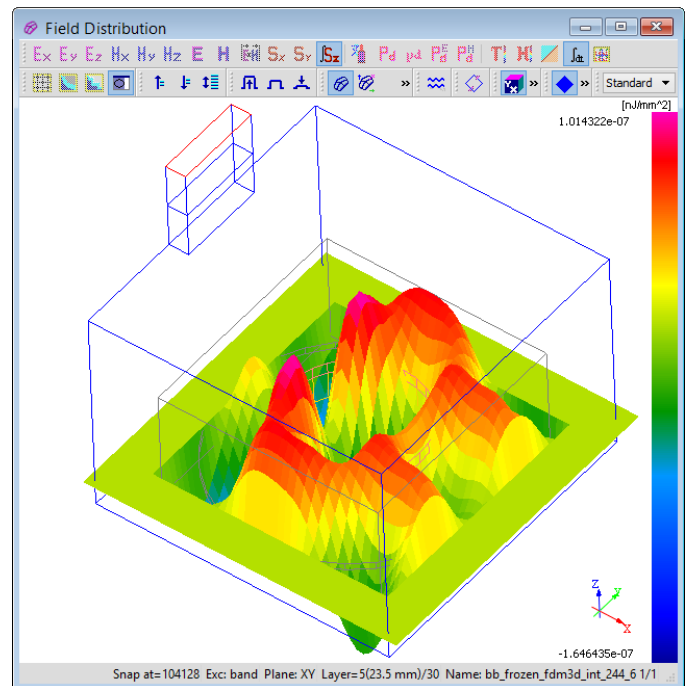 Field Distribution
Ex Ey Ez Hx Hy Hz E H Sx Sy Sz Pd
» » » Standard
[nJ/mm^2]
1.014322e-07
Z
Y
X
-1.646435e-07
Snap at=104128 Exc: band Plane: XY Layer=5(23.5 mm)/30 Name: bb_frozen_fdm3d_int_244_6 1/1